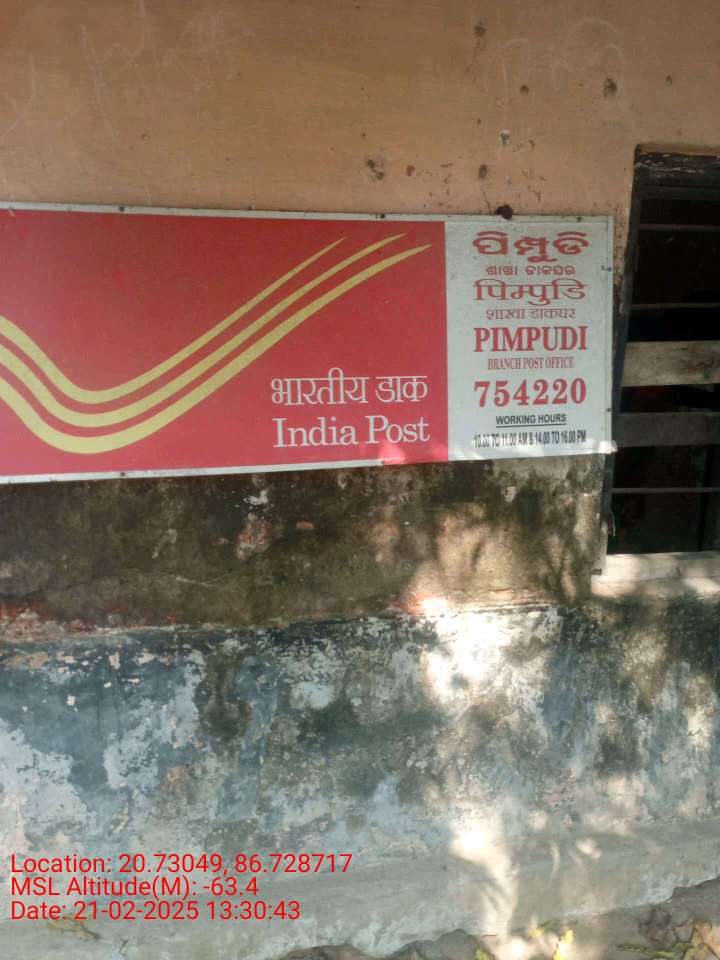 भारतीय डाक
India Post
ପିମ୍ପୁଡି
ଶାଖା ଡାକଘର
पिम्पुडि
शाखा डाकघर
PIMPUDI
BRANCH POST OFFICE
754220
WORKING HOURS
10.00 TO 11.00 AM & 14.00 TO 16.00 PM
Location: 20.73049, 86.728717
MSL Altitude(M): -63.4
Date: 21-02-2025 13:30:43